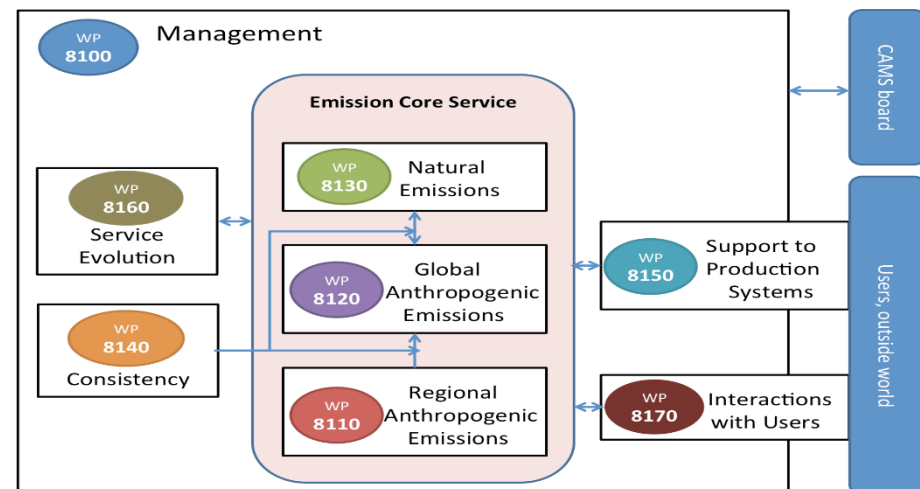 WP
8100
Management
CAMS board
Emission Core Service
WP
8130
Natural
Emissions
WP
8160
Service
Evolution
WP
8120
Global
Anthropogenic
Emissions
WP
8150
Support to
Production
Systems
Users, outside world
WP
8140
Consistency
WP
8110
Regional
Anthropogenic
Emissions
WP
8170
Interactions
with Users